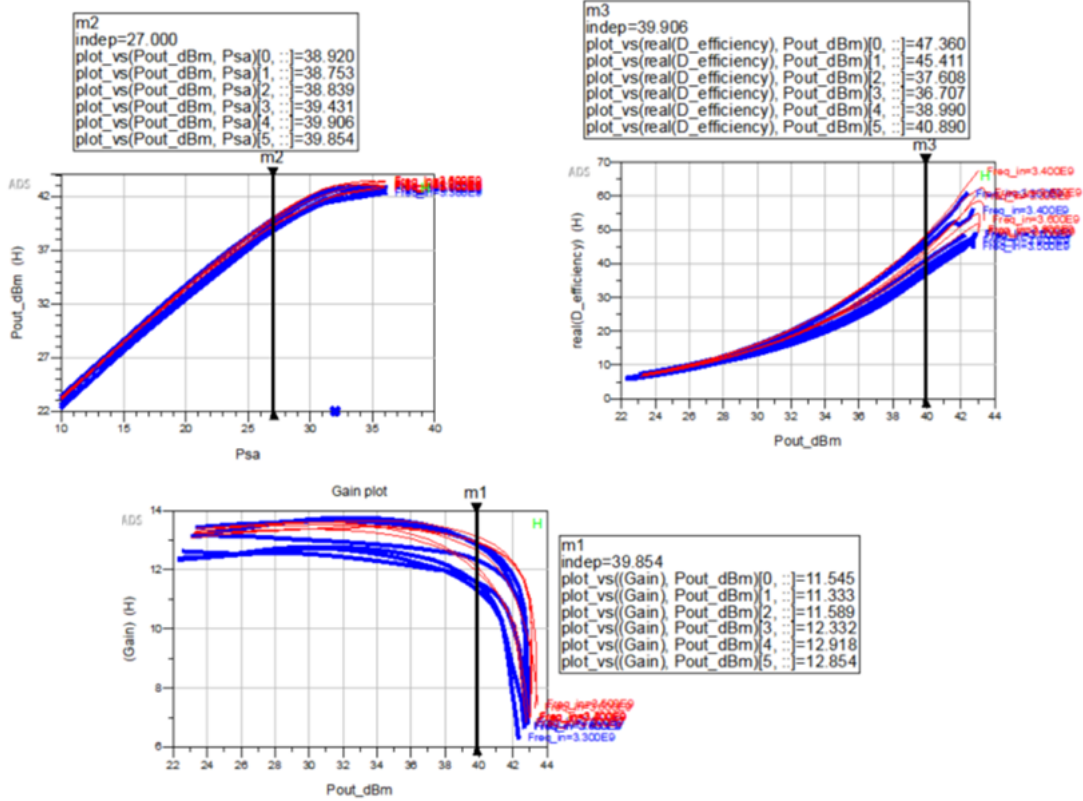 m2
indep=27.000
plot_vs(Pout_dBm, Psa)[0, ::]=38.920
plot_vs(Pout_dBm, Psa)[1, ::]=38.753
plot_vs(Pout_dBm, Psa)[2, ::]=38.839
plot_vs(Pout_dBm, Psa)[3, ::]=39.431
plot_vs(Pout_dBm, Psa)[4, ::]=39.906
plot_vs(Pout_dBm, Psa)[5, ::]=39.854
m2
ADS
42
37
32
27
22
Pout_dBm (H)
10 15 20 25 30 35 40
Psa
m3
indep=39.906
plot_vs(real(D_efficiency), Pout_dBm)[0, ::]=47.360
plot_vs(real(D_efficiency), Pout_dBm)[1, ::]=45.411
plot_vs(real(D_efficiency), Pout_dBm)[2, ::]=37.608
plot_vs(real(D_efficiency), Pout_dBm)[3, ::]=36.707
plot_vs(real(D_efficiency), Pout_dBm)[4, ::]=38.990
plot_vs(real(D_efficiency), Pout_dBm)[5, ::]=40.890
m3
ADS
H
Freq_in=3.400E9
Freq_in=3.400E9
70
60
50
40
30
20
10
0
real(D_efficiency) (H)
22 24 26 28 30 32 34 36 38 40 42 44
Pout_dBm
Gain plot
m1
ADS
H
14
12
10
8
6
(Gain) (H)
Freq_in=3.300E9
22 24 26 28 30 32 34 36 38 40 42 44
Pout_dBm
m1
indep=39.854
plot_vs((Gain), Pout_dBm)[0, ::]=11.545
plot_vs((Gain), Pout_dBm)[1, ::]=11.333
plot_vs((Gain), Pout_dBm)[2, ::]=11.589
plot_vs((Gain), Pout_dBm)[3, ::]=12.332
plot_vs((Gain), Pout_dBm)[4, ::]=12.918
plot_vs((Gain), Pout_dBm)[5, ::]=12.854